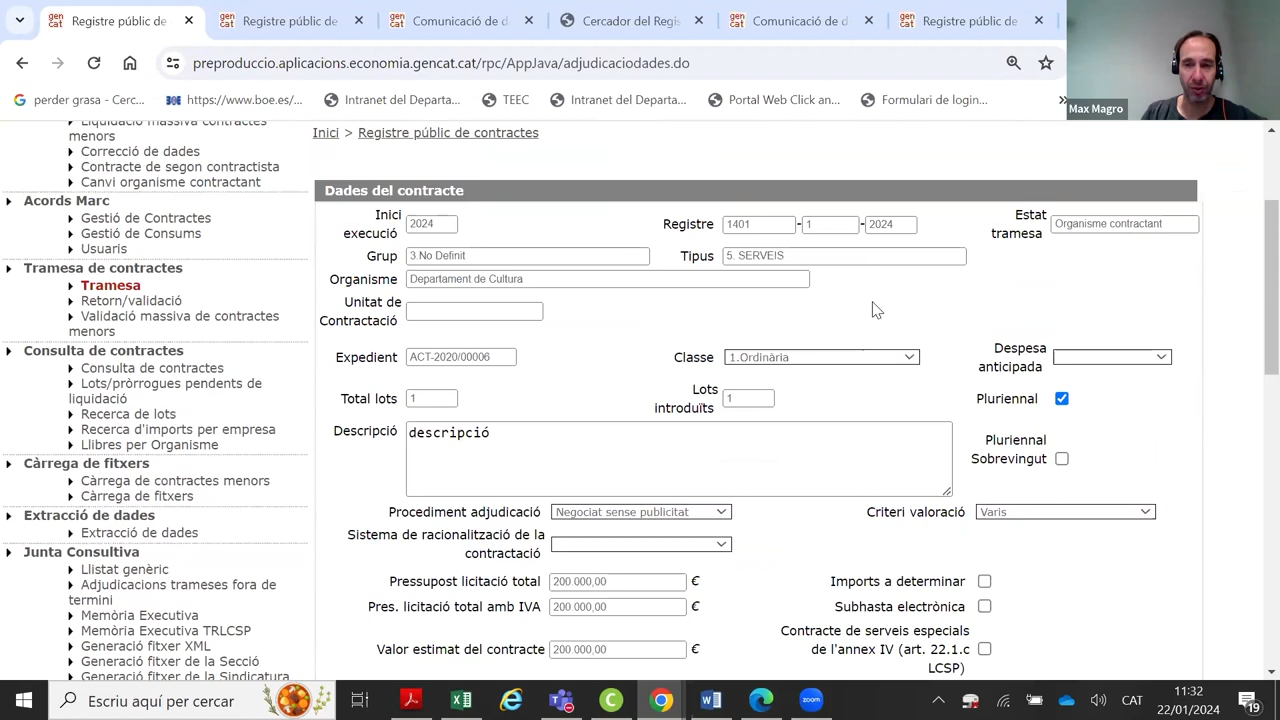 Registre públic de
Registre públic de
Comunicació de d
Cercador del Regis
Comunicació de d
Registre públic de
preproduccio.aplicacions.economia.gencat.cat/rpc/AppJava/adjudicaciodades.do
perder grasa - Cerc...
https://www.boe.es/...
Intranet del Departa...
TEEC
Intranet del Departa...
Portal Web Click an...
Formulari de login...
Max Magro
Liquidació massiva contractes
menors
Correcció de dades
Contracte de segon contractista
Canvi organisme contractant
Acords Marc
Gestió de Contractes
Gestió de Consums
Usuaris
Tramesa de contractes
Tramesa
Retorn/validació
Validació massiva de contractes
menors
Consulta de contractes
Consulta de contractes
Lots/pròrrogues pendents de
liquidació
Recerca de lots
Recerca d'imports per empresa
Llibres per Organisme
Càrrega de fitxers
Càrrega de contractes menors
Càrrega de fitxers
Extracció de dades
Extracció de dades
Junta Consultiva
Llistat genèric
Adjudicacions trameses fora de
termini
Memòria Executiva
Memòria Executiva TRLCSP
Generació fitxer XML
Generació fitxer de la Secció
Generació fitxer de la Sindicatura
Inici > Registre públic de contractes
Dades del contracte
Inici
execució 2024
Registre 1401 - 1 - 2024
Estat
tramesa Organisme contractant
Grup 3.No Definit
Tipus 5. SERVEIS
Organisme Departament de Cultura
Unitat de
Contractació
Expedient ACT-2020/00006
Classe 1.Ordinària
Despesa
anticipada
Total lots 1
Lots
introduïts 1
Pluriennal
Descripció descripció
Pluriennal
Sobrevingut
Procediment adjudicació Negociat sense publicitat
Criteri valoració Varis
Sistema de racionalització de la
contractació
Pressupost licitació total 200.000,00 €
Imports a determinar
Pres. licitació total amb IVA 200.000,00 €
Subhasta electrònica
Valor estimat del contracte 200.000,00 €
Contracte de serveis especials
de l'annex IV (art. 22.1.c
LCSP)
Escriu aquí per cercar
zoom
CAT
11:32
22/01/2024
19